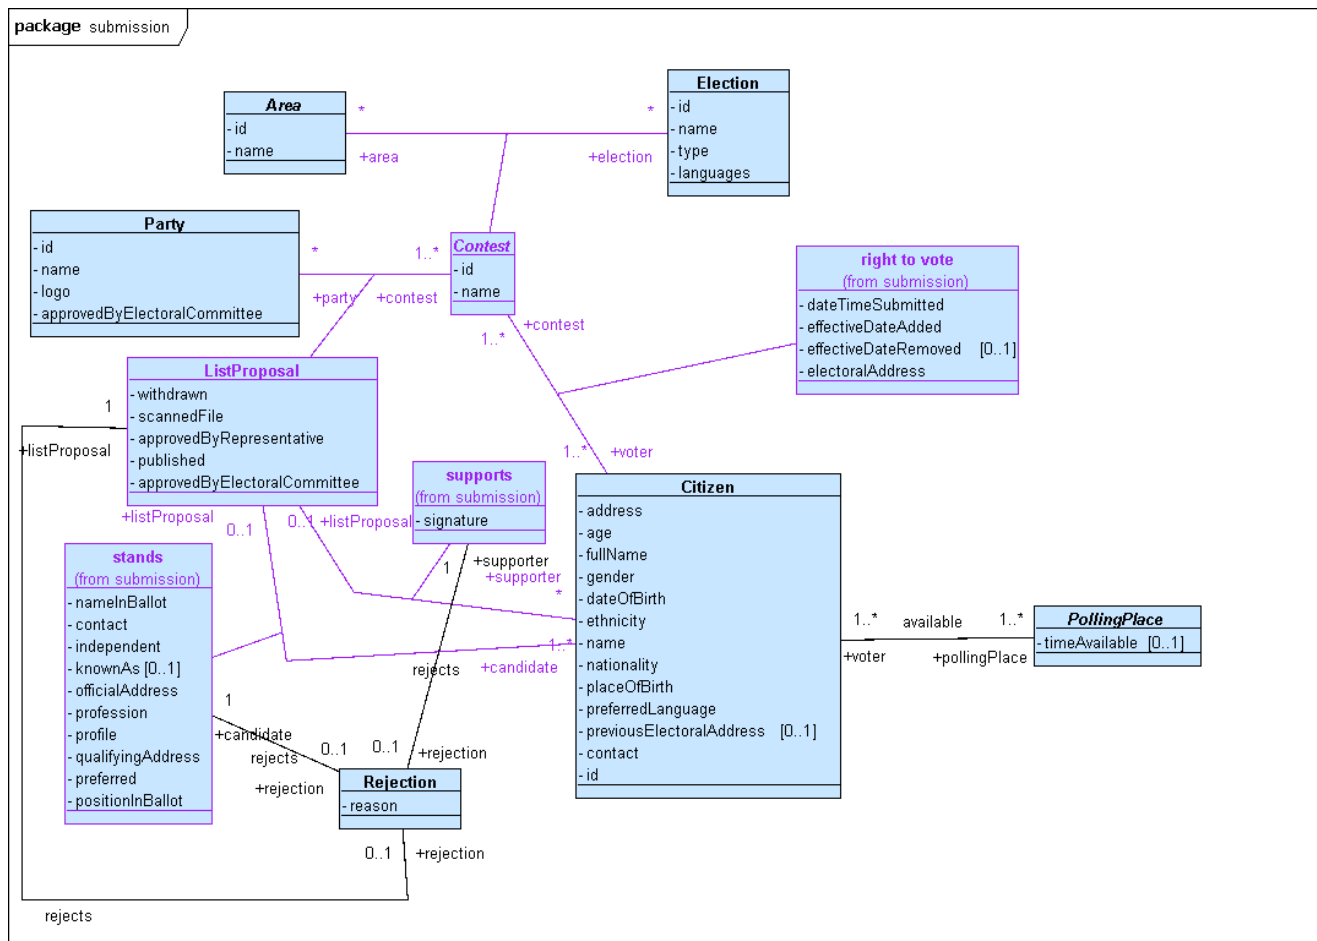 package submission
Area
- id
- name
*
+area
*
+election
Election
- id
- name
- type
- languages
Party
- id
- name
- logo
- approvedByElectoralCommittee
*
+party
1..*
+contest
Contest
- id
- name
+contest
1..*
right to vote
(from submission)
- dateTimeSubmitted
- effectiveDateAdded
- effectiveDateRemoved [0..1]
- electoralAddress
ListProposal
- withdrawn
- scannedFile
- approvedByRepresentative
- published
- approvedByElectoralCommittee
1
+listProposal
+listProposal
0..1
0..1
+listProposal
supports
(from submission)
- signature
1..*
+voter
+supporter
1
+supporter
*
Citizen
- address
- age
- fullName
- gender
- dateOfBirth
- ethnicity
- name
- nationality
- placeOfBirth
- preferredLanguage
- previousElectoralAddress [0..1]
- contact
- id
1..*
+candidate
rejects
stands
(from submission)
- nameInBallot
- contact
- independent
- knownAs [0..1]
- officialAddress
- profession
- profile
- qualifyingAddress
- preferred
- positionInBallot
1..*
+voter
available
1..*
+pollingPlace
PollingPlace
- timeAvailable [0..1]
1
+candidate
rejects
0..1
+rejection
0..1
+rejection
Rejection
- reason
0..1
+rejection
rejects